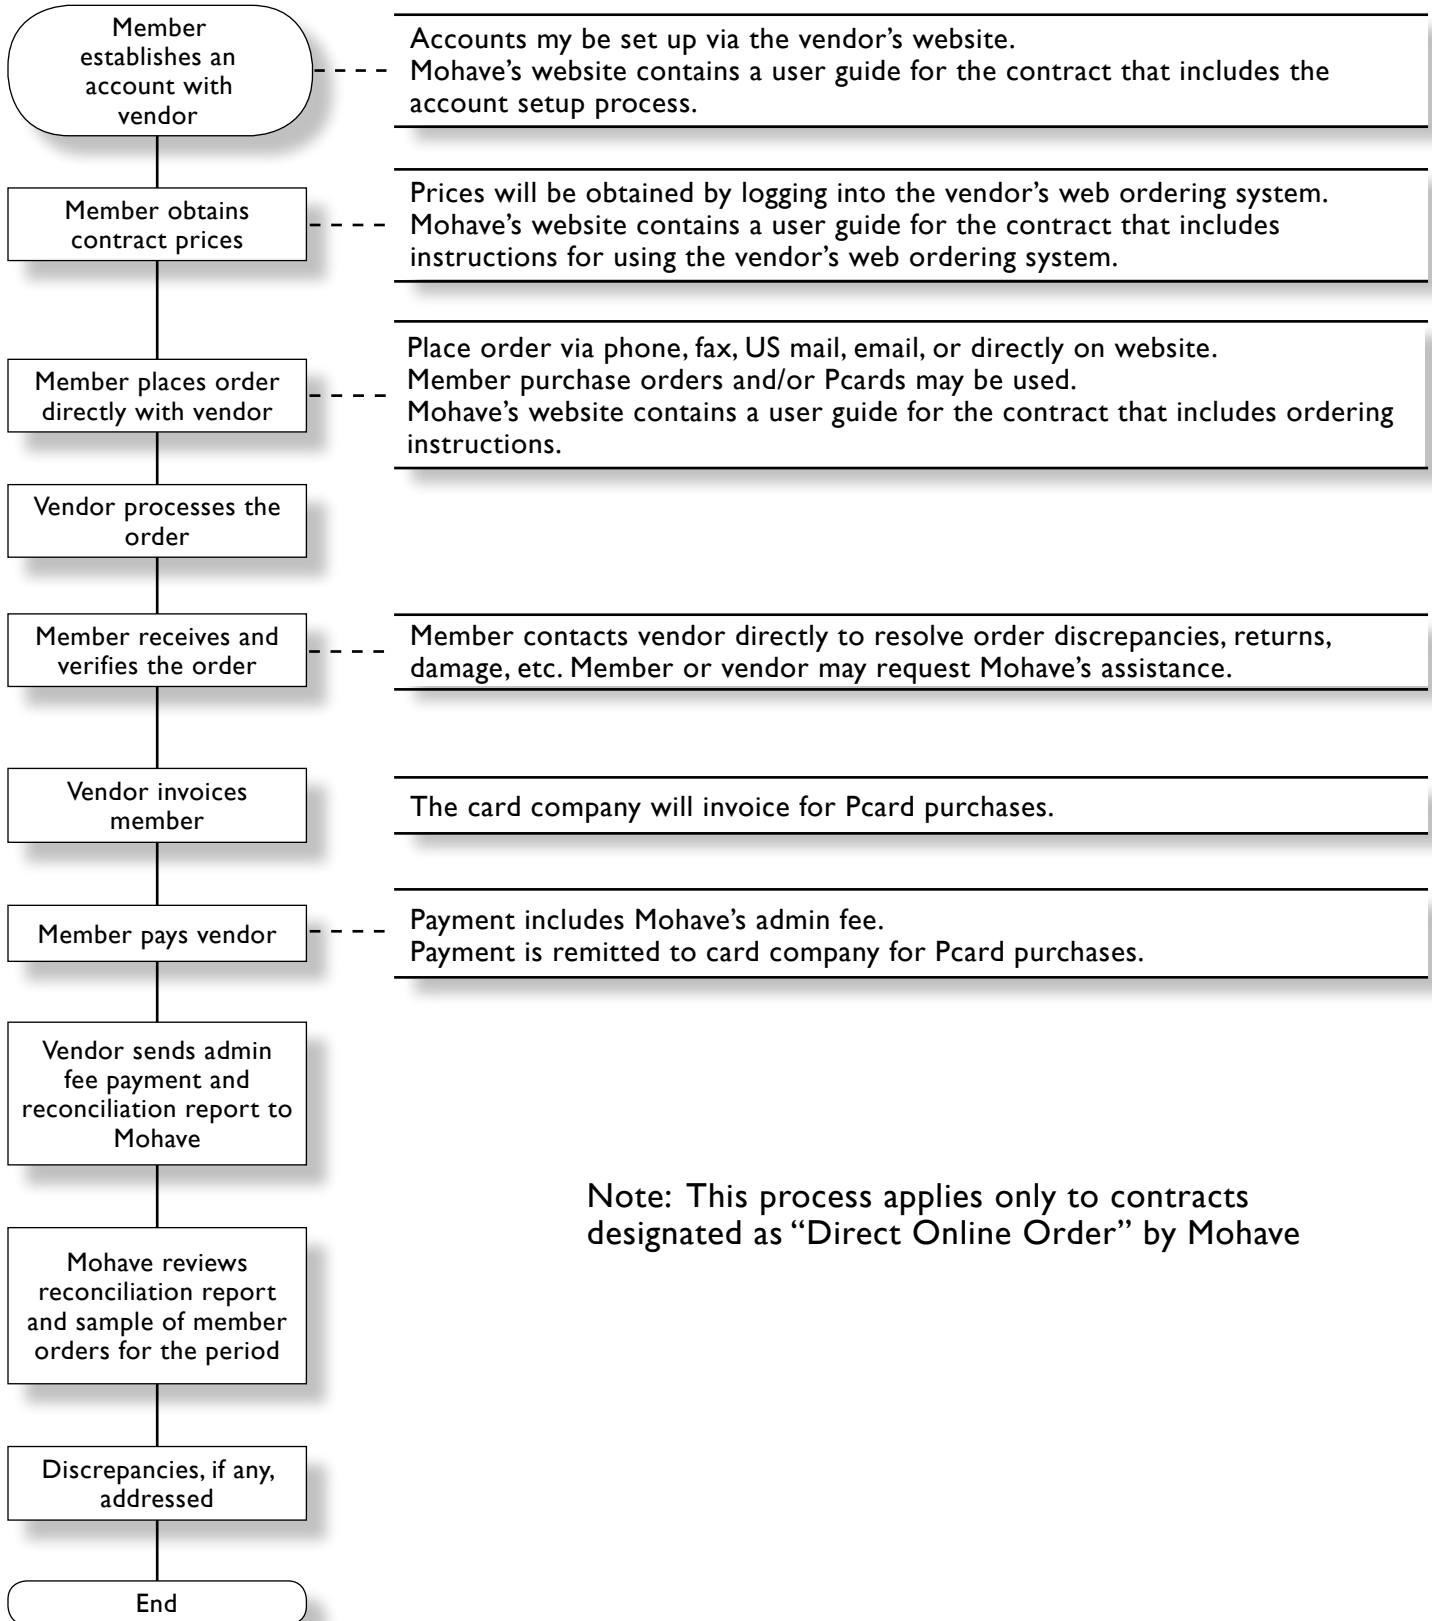 Member
establishes an
account with
vendor
Accounts my be set up via the vendor’s website.
Mohave’s website contains a user guide for the contract that includes the
account setup process.
Member obtains
contract prices
Prices will be obtained by logging into the vendor’s web ordering system.
Mohave’s website contains a user guide for the contract that includes
instructions for using the vendor’s web ordering system.
Member places order
directly with vendor
Place order via phone, fax, US mail, email, or directly on website.
Member purchase orders and/or Pcards may be used.
Mohave’s website contains a user guide for the contract that includes ordering
instructions.
Vendor processes the
order
Member receives and
verifies the order
Member contacts vendor directly to resolve order discrepancies, returns,
damage, etc. Member or vendor may request Mohave’s assistance.
Vendor invoices
member
The card company will invoice for Pcard purchases.
Member pays vendor
Payment includes Mohave’s admin fee.
Payment is remitted to card company for Pcard purchases.
Vendor sends admin
fee payment and
reconciliation report to
Mohave
Note: This process applies only to contracts
designated as “Direct Online Order” by Mohave
Mohave reviews
reconciliation report
and sample of member
orders for the period
Discrepancies, if any,
addressed
End